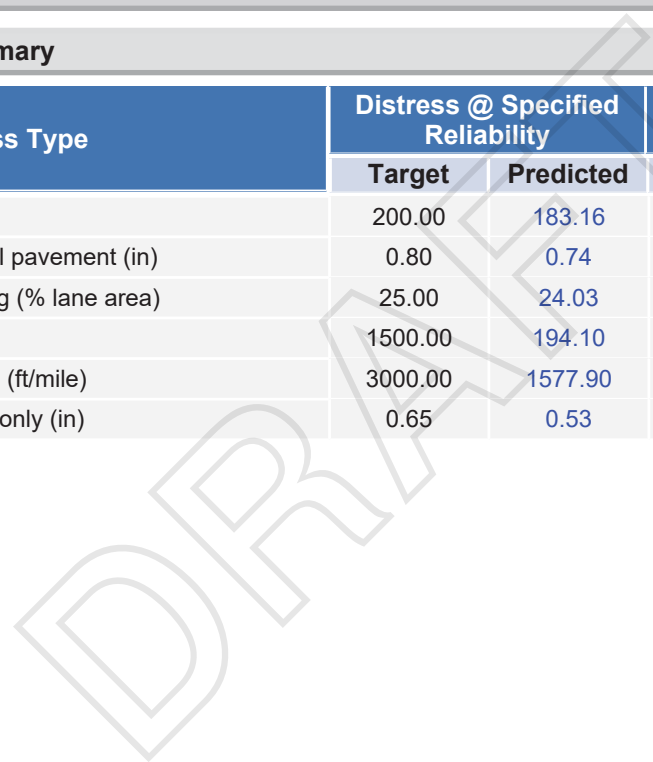 mary
ss Type Distress @ Specified
Reliability
Target Predicted
200.00 183.16
l pavement (in) 0.80 0.74
g (% lane area) 25.00 24.03
1500.00 194.10
(ft/mile) 3000.00 1577.90
only (in) 0.65 0.53
DRAFT